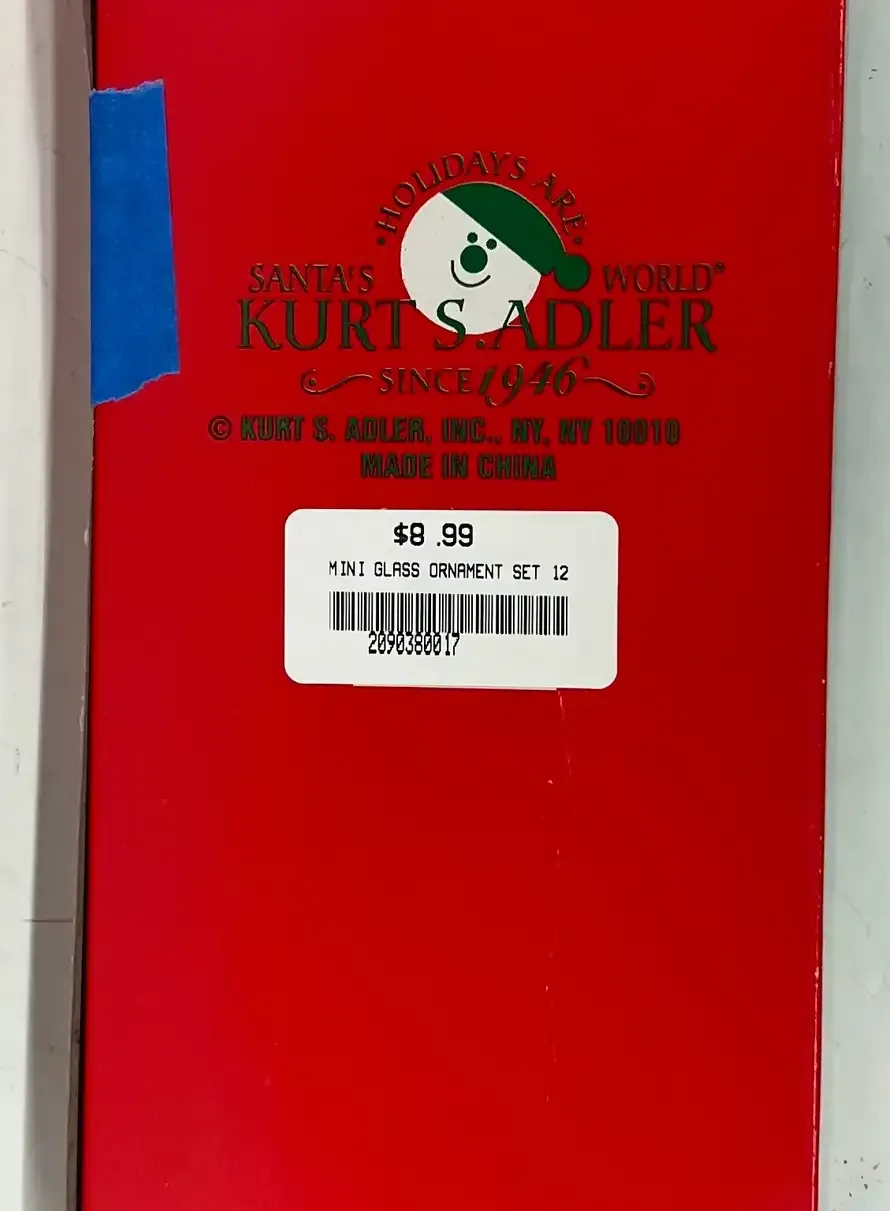 ·HOLIDAYS ARE·
SANTA'S WORLD®
KURT S. ADLER
SINCE 1946
© KURT S. ADLER, INC., NY, NY 10010
MADE IN CHINA
$8 .99
MINI GLASS ORNAMENT SET 12
2090380017